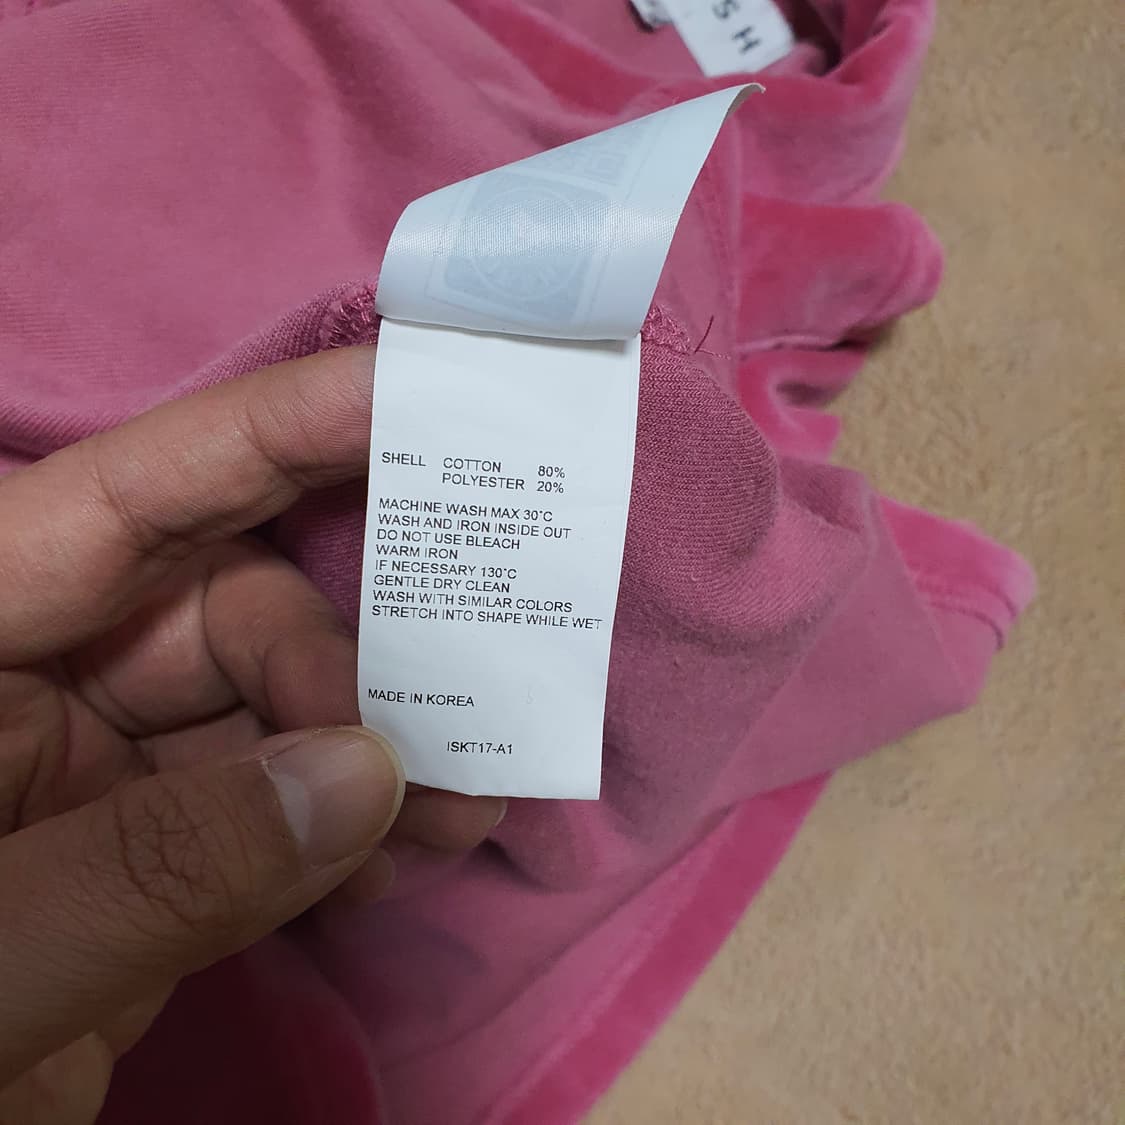 SH
SHELL COTTON 80%
POLYESTER 20%
MACHINE WASH MAX 30°C
WASH AND IRON INSIDE OUT
DO NOT USE BLEACH
WARM IRON
IF NECESSARY 130°C
GENTLE DRY CLEAN
WASH WITH SIMILAR COLORS
STRETCH INTO SHAPE WHILE WET
MADE IN KOREA
ISKT17-A1